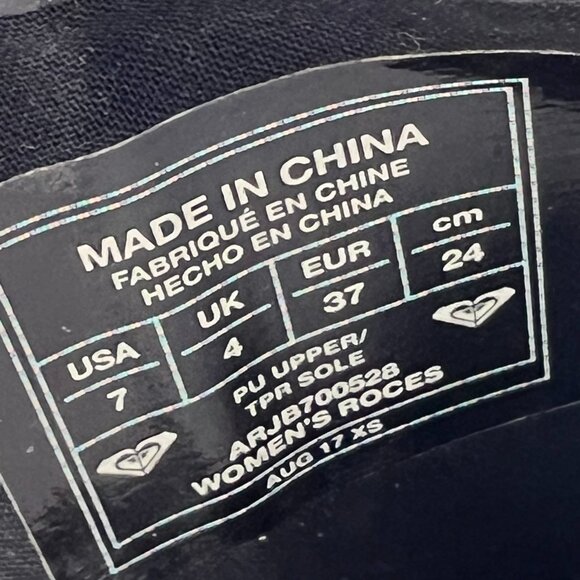 MADE IN CHINA
FABRIQUÉ EN CHINE
HECHO EN CHINA
USA UK EUR cm
7 4 37 24
PU UPPER/
TPR SOLE
ARJB700528
WOMEN'S ROCES
AUG 17 XS